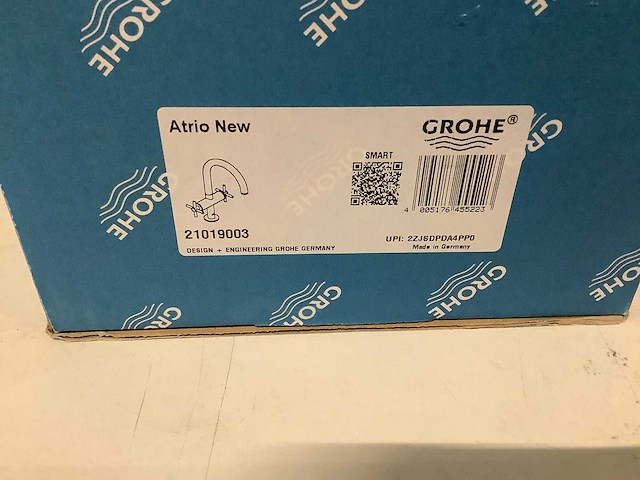 GROHE
GROHE
GROHE
Atrio New
GROHE®
SMART
4 005176 455223
21019003
UPI: 2ZJSDPDA4PP0
DESIGN + ENGINEERING GROHE GERMANY
Made in Germany
GROHE
GROHE
GROHE
GROHE
GROHE